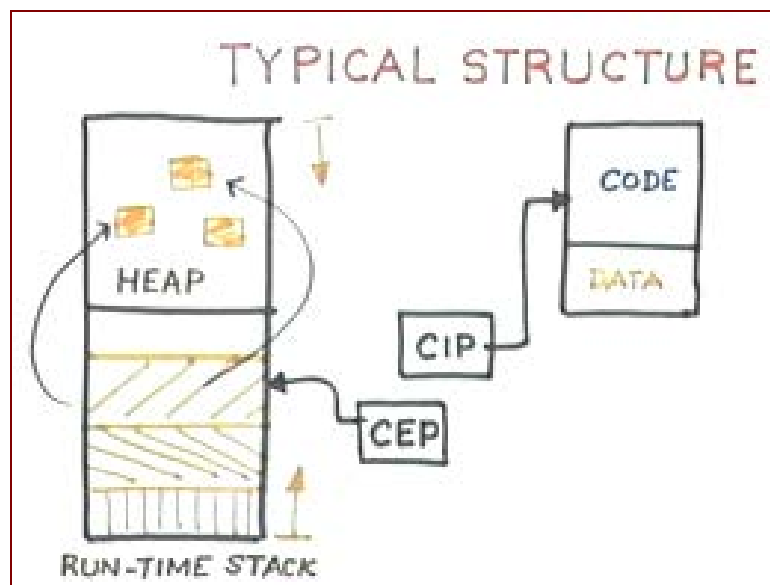 TYPICAL STRUCTURE
CODE
HEAP
DATA
CIP
CEP
RUN-TIME STACK